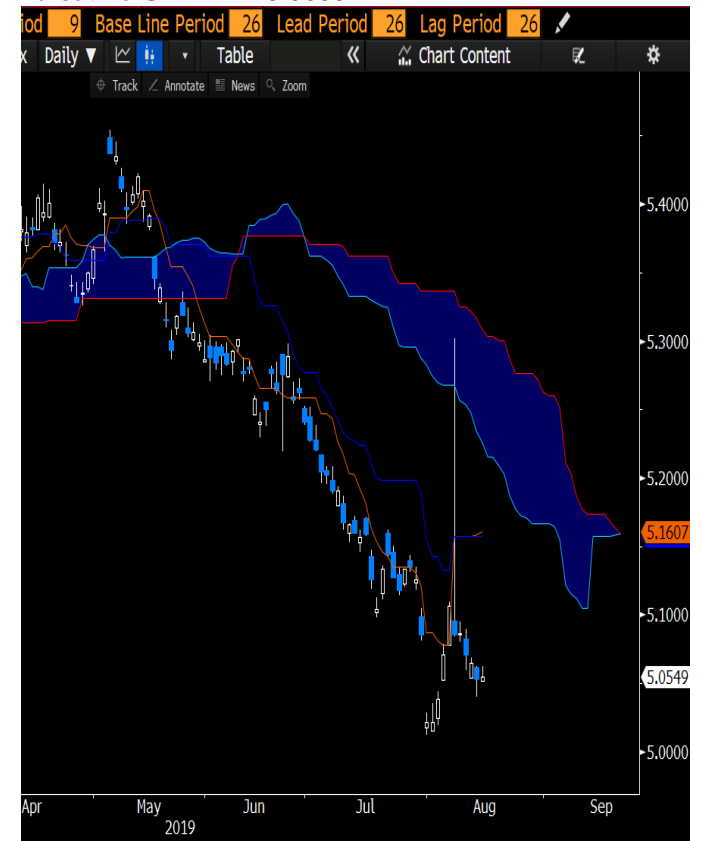 iod 9 Base Line Period 26 Lead Period 26 Lag Period 26
x Daily ▼ Table « Chart Content
Track Annotate News Zoom
5.4000
5.3000
5.2000
5.1607
5.1000
5.0549
5.0000
Apr May Jun Jul Aug Sep
2019